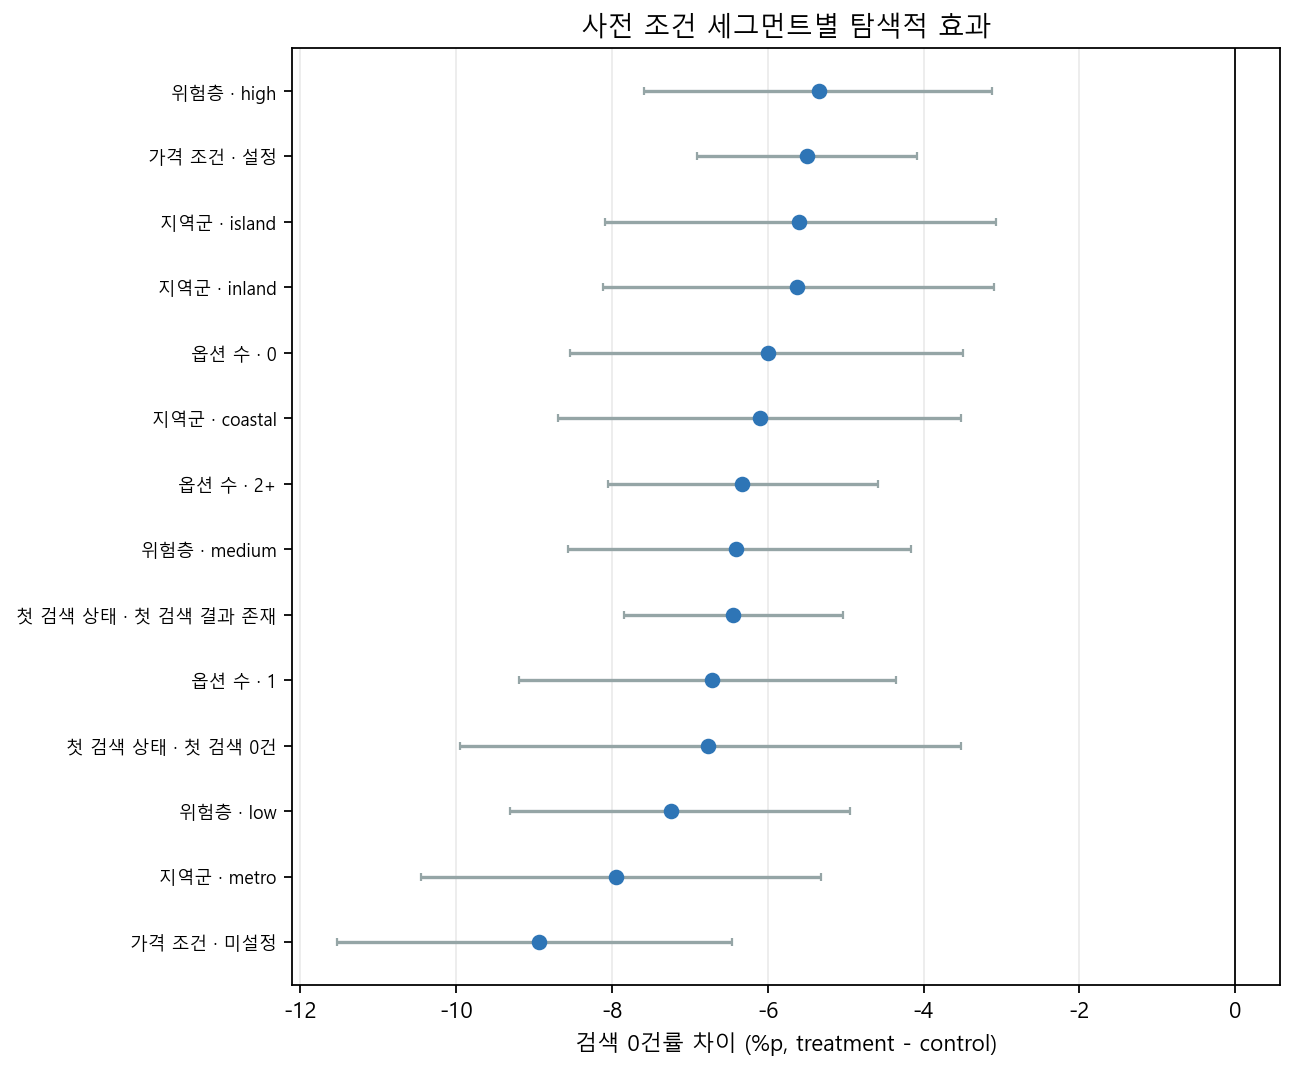 사전 조건 세그먼트별 탐색적 효과
위험층 · high
가격 조건 · 설정
지역군 · island
지역군 · inland
옵션 수 · 0
지역군 · coastal
옵션 수 · 2+
위험층 · medium
첫 검색 상태 · 첫 검색 결과 존재
옵션 수 · 1
첫 검색 상태 · 첫 검색 0건
위험층 · low
지역군 · metro
가격 조건 · 미설정
-12 -10 -8 -6 -4 -2 0
검색 0건률 차이 (%p, treatment - control)